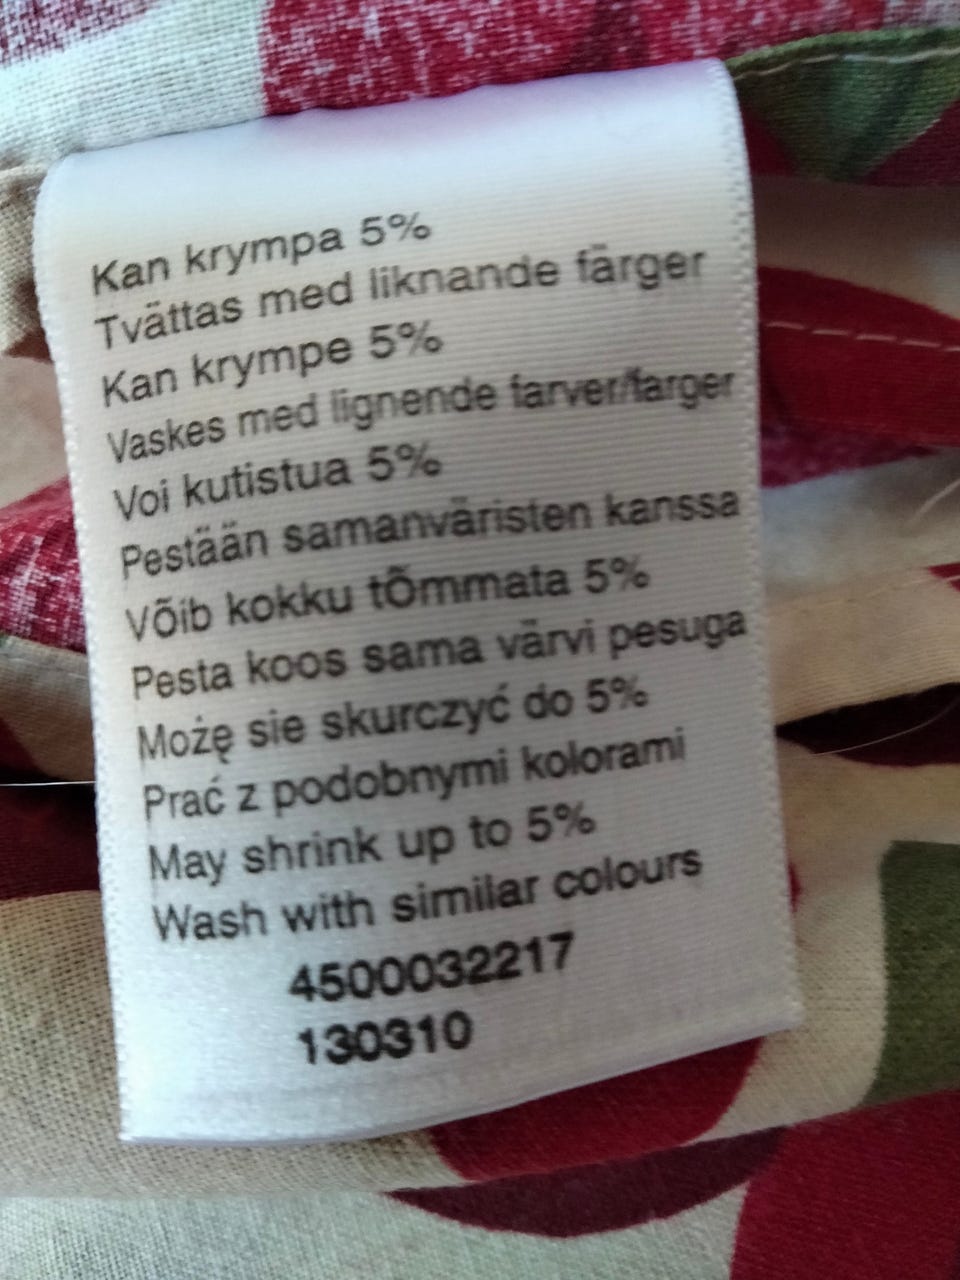 Kan krympa 5%
Tvättas med liknande färger
Kan krympe 5%
Vaskes med lignende farver/farger
Voi kutistua 5%
Pestään samanväristen kanssa
Võib kokku tõmmata 5%
Pesta koos sama värvi pesuga
Możę sie skurczyć do 5%
Prać z podobnymi kolorami
May shrink up to 5%
Wash with similar colours
4500032217
130310